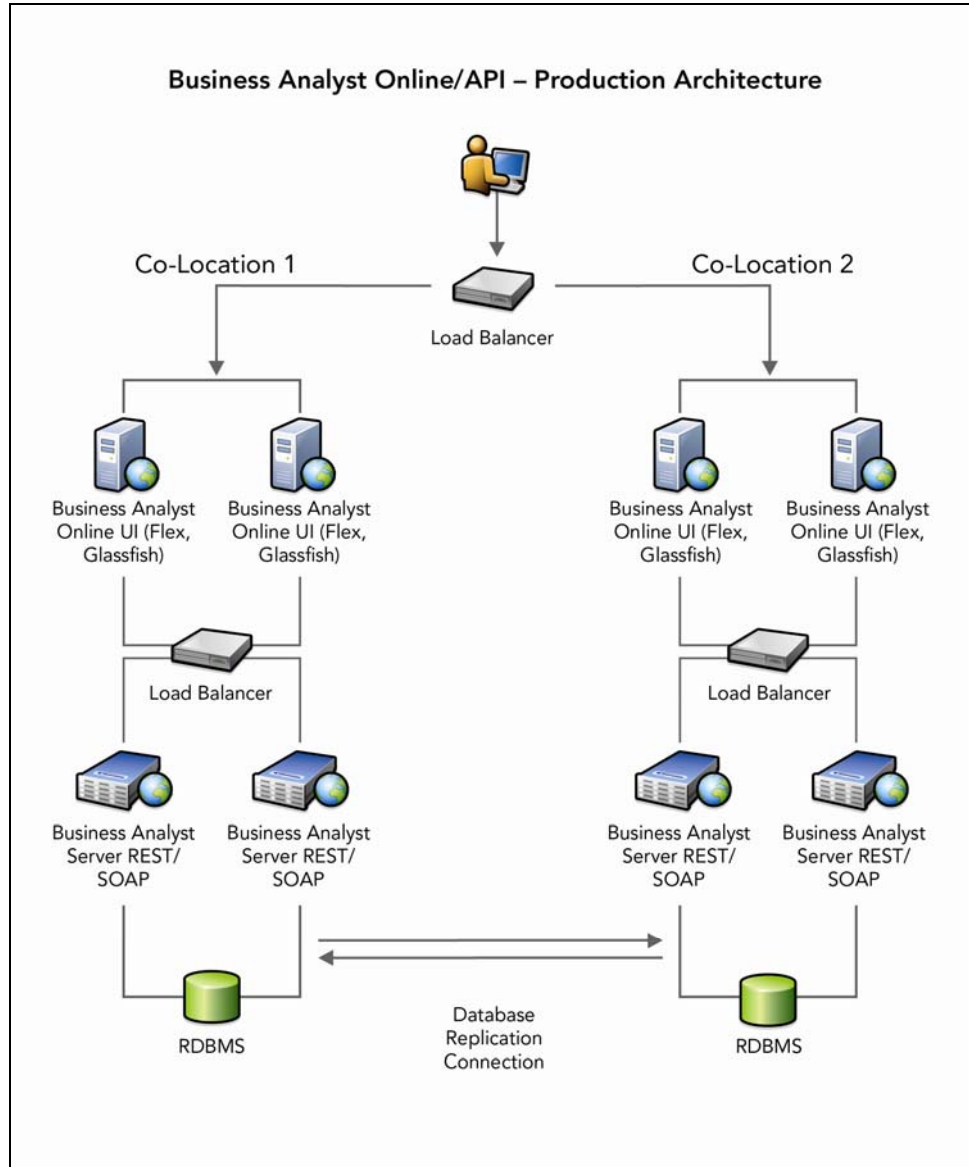 Business Analyst Online/API – Production Architecture
Co-Location 1
Co-Location 2
Load Balancer
Business Analyst
Online UI (Flex,
Glassfish)
Business Analyst
Online UI (Flex,
Glassfish)
Business Analyst
Online UI (Flex,
Glassfish)
Business Analyst
Online UI (Flex,
Glassfish)
Load Balancer
Load Balancer
Business Analyst
Server REST/
SOAP
Business Analyst
Server REST/
SOAP
Business Analyst
Server REST/
SOAP
Business Analyst
Server REST/
SOAP
RDBMS
Database
Replication
Connection
RDBMS